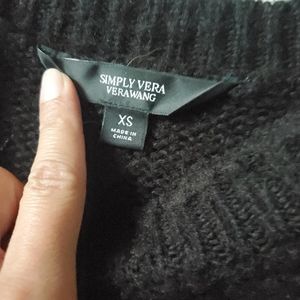 SIMPLY VERA
VERAWANG
XS
MADE IN
CHINA